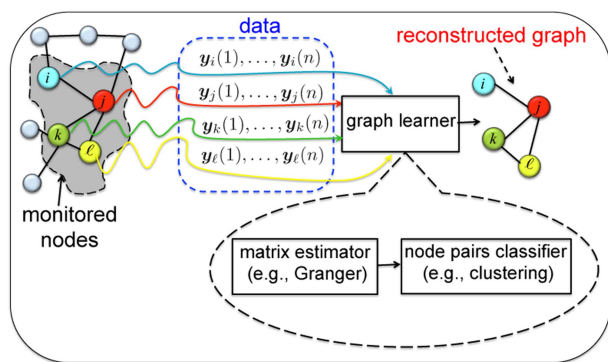 data
reconstructed graph
i
j
k
ℓ
monitored
nodes
y_i(1), . . . , y_i(n)
y_j(1), . . . , y_j(n)
y_k(1), . . . , y_k(n)
y_ℓ(1), . . . , y_ℓ(n)
graph learner
i
j
k
ℓ
matrix estimator
(e.g., Granger)
node pairs classifier
(e.g., clustering)